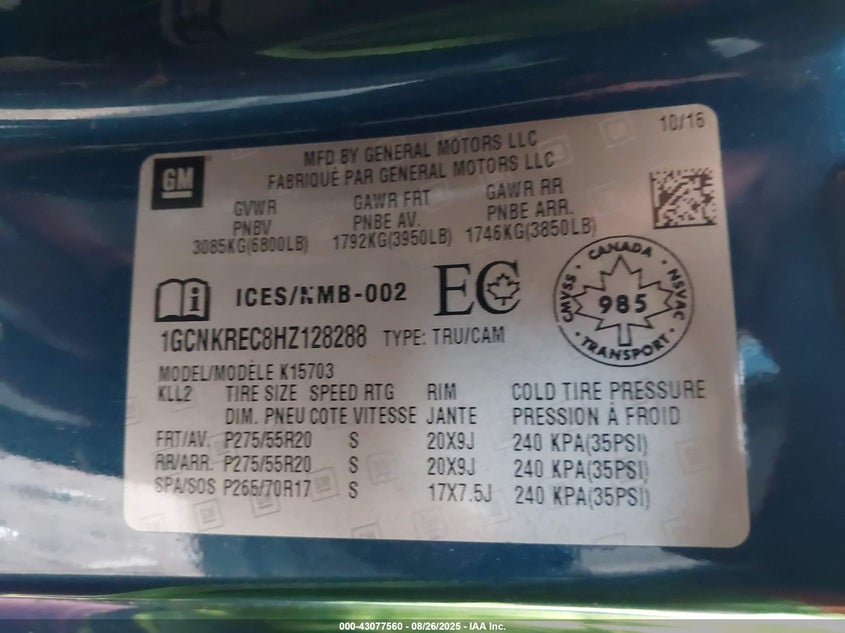 10/16
GM
MFD BY GENERAL MOTORS LLC
FABRIQUÉ PAR GENERAL MOTORS LLC
GVWR GAWR FRT GAWR RR
PNBV PNBE AV. PNBE ARR.
3085KG(6800LB) 1792KG(3950LB) 1746KG(3850LB)
ICES/NMB-002 EC
CANADA
CMVSS 985 NSVAC
TRANSPORT
1GCNKREC8HZ128288 TYPE: TRU/CAM
MODEL/MODÈLE K15703
KLL2 TIRE SIZE SPEED RTG RIM COLD TIRE PRESSURE
DIM. PNEU COTE VITESSE JANTE PRESSION À FROID
FRT/AV. P275/55R20 S 20X9J 240 KPA(35PSI)
RR/ARR. P275/55R20 S 20X9J 240 KPA(35PSI)
SPA/SOS P265/70R17 S 17X7.5J 240 KPA(35PSI)
000-43077560 - 08/26/2025 - IAA Inc.